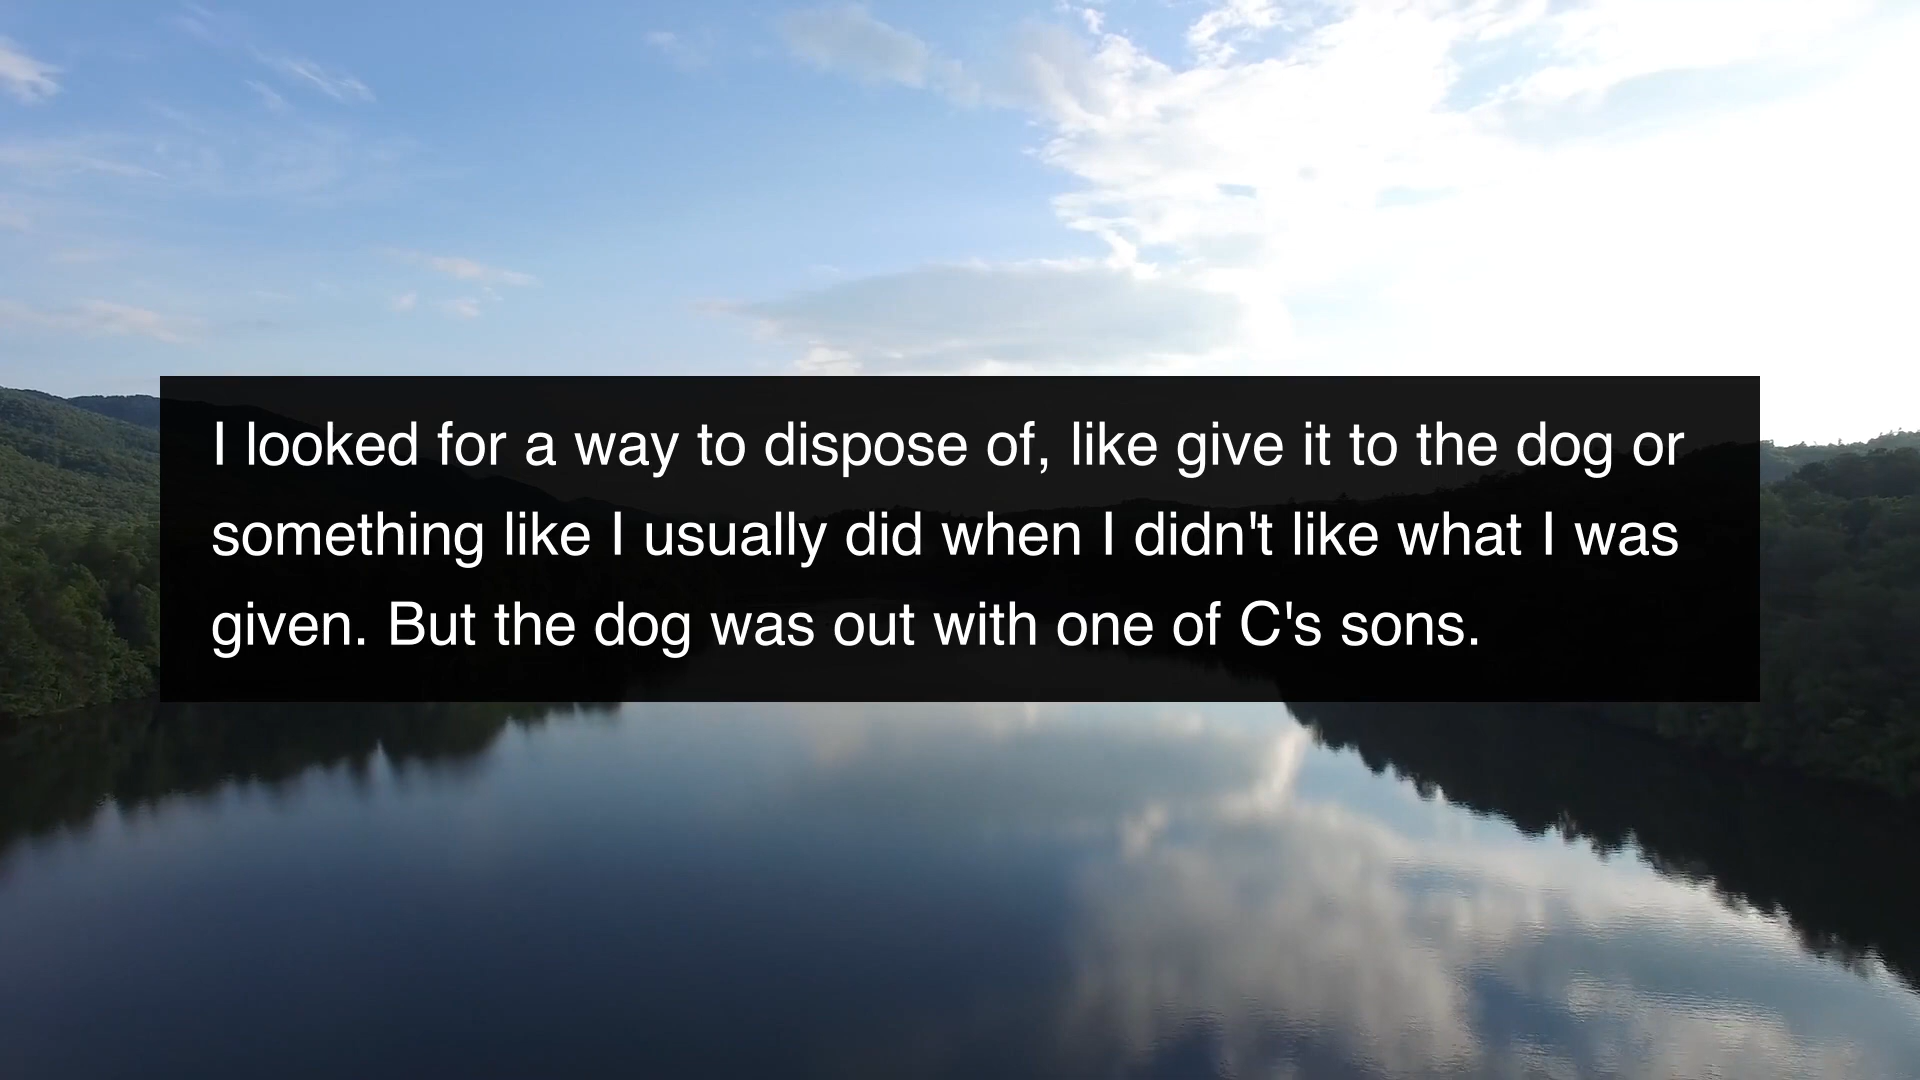 I looked for a way to dispose of, like give it to the dog or
something like I usually did when I didn't like what I was
given. But the dog was out with one of C's sons.